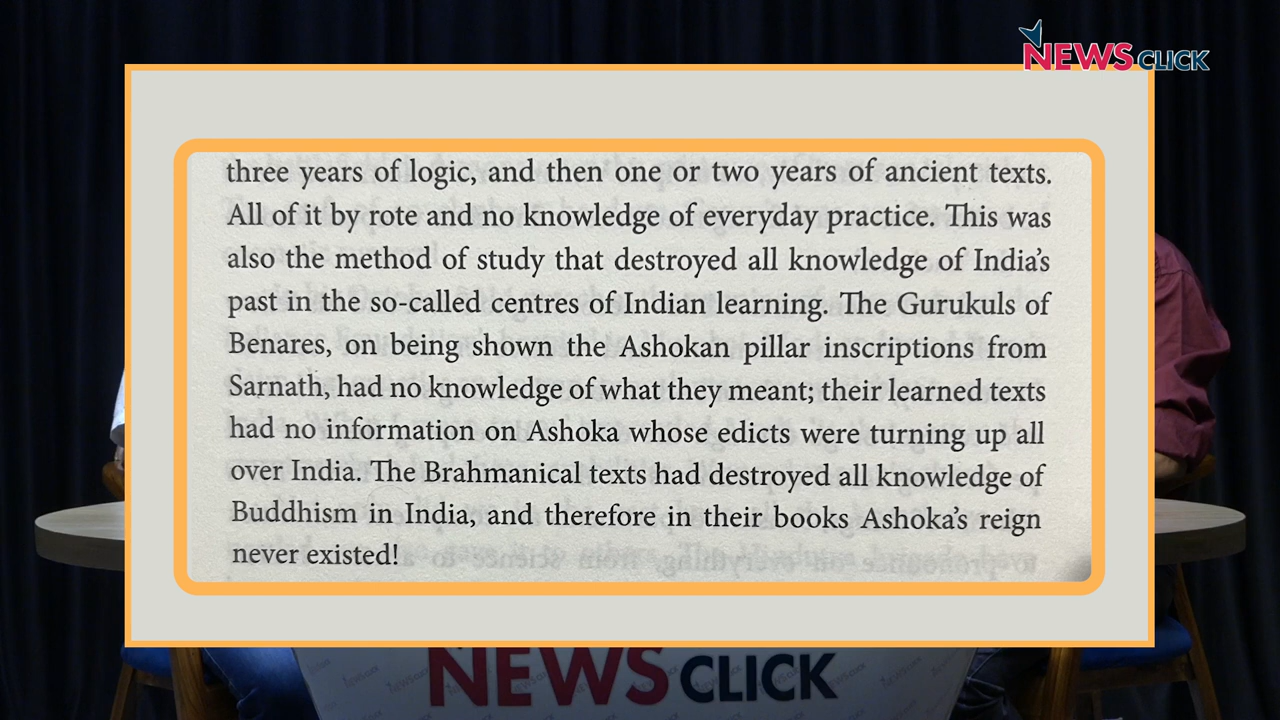 NEWSCLICK
three years of logic, and then one or two years of ancient texts.
All of it by rote and no knowledge of everyday practice. This was
also the method of study that destroyed all knowledge of India's
past in the so-called centres of Indian learning. The Gurukuls of
Benares, on being shown the Ashokan pillar inscriptions from
Sarnath, had no knowledge of what they meant; their learned texts
had no information on Ashoka whose edicts were turning up all
over India. The Brahmanical texts had destroyed all knowledge of
Buddhism in India, and therefore in their books Ashoka's reign
never existed!
NEWSCLICK